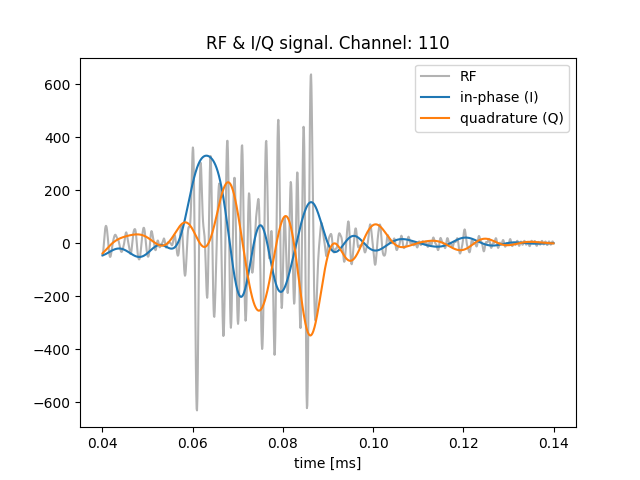 RF & I/Q signal. Channel: 110
RF
in-phase (I)
quadrature (Q)
600
400
200
0
−200
−400
−600
0.04
0.06
0.08
0.10
0.12
0.14
time [ms]